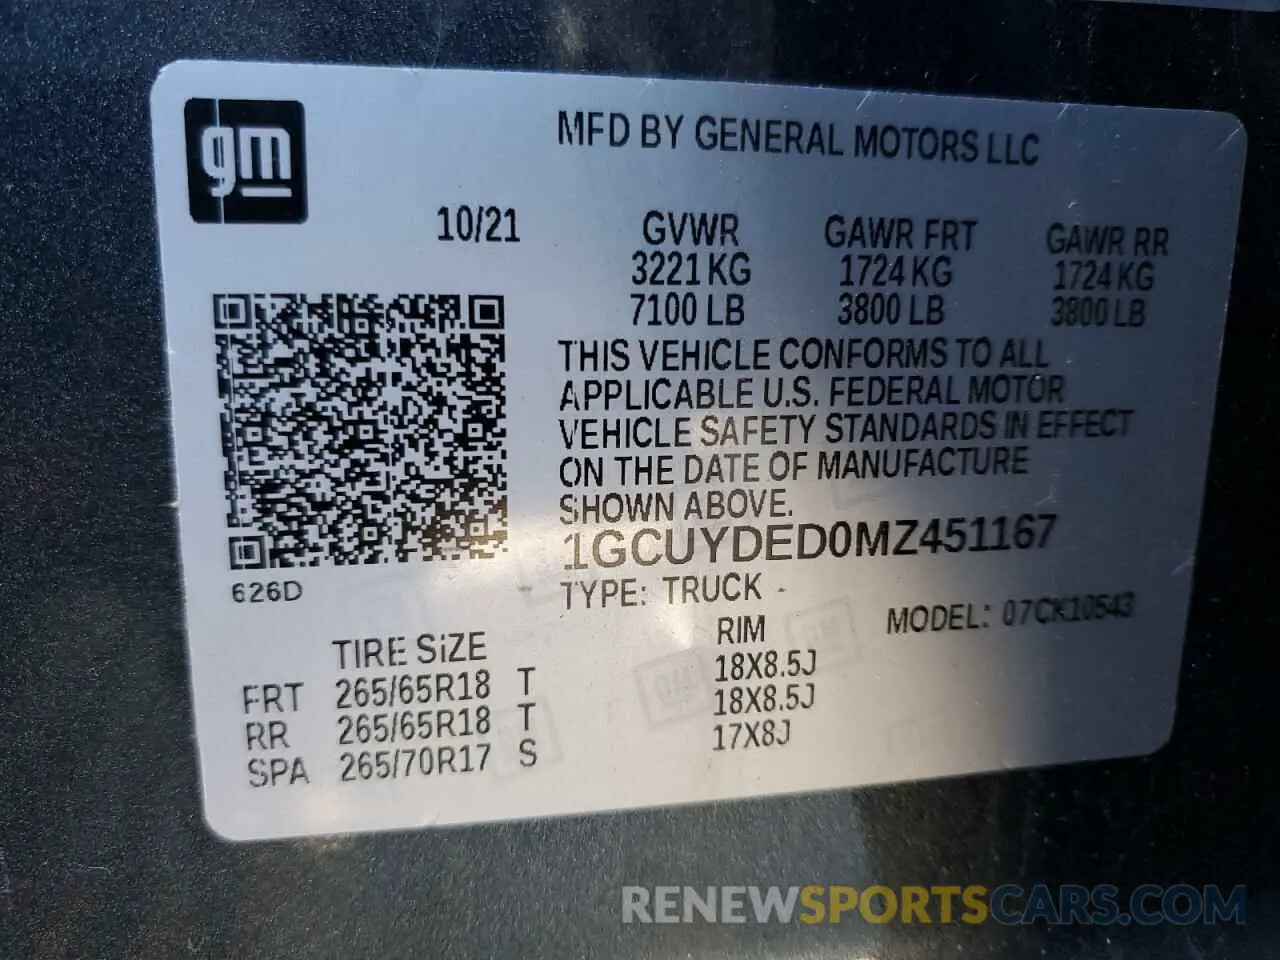 gm
MFD BY GENERAL MOTORS LLC
10/21
GVWR GAWR FRT GAWR RR
3221 KG 1724 KG 1724 KG
7100 LB 3800 LB 3800 LB
THIS VEHICLE CONFORMS TO ALL
APPLICABLE U.S. FEDERAL MOTOR
VEHICLE SAFETY STANDARDS IN EFFECT
ON THE DATE OF MANUFACTURE
SHOWN ABOVE.
1GCUYDED0MZ451167
626D
TYPE: TRUCK -
MODEL: 07CK10543
TIRE SIZE RIM
FRT 265/65R18 T 18X8.5J
RR 265/65R18 T 18X8.5J
SPA 265/70R17 S 17X8J
RENEWSPORTSCARS.COM